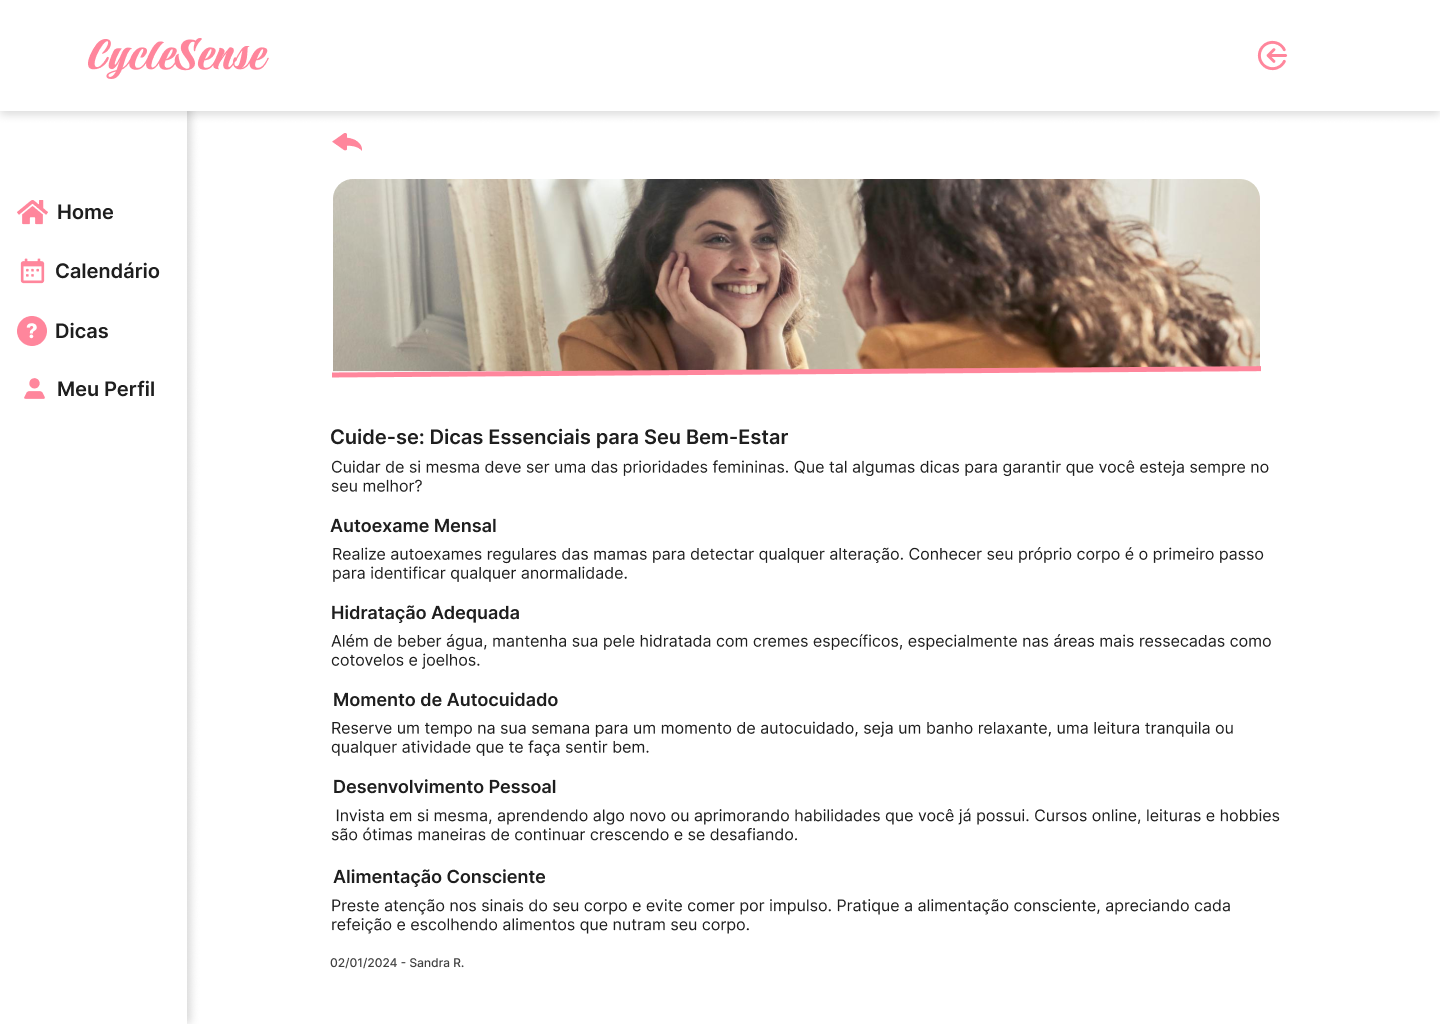 CycleSense
Home
Calendário
Dicas
Meu Perfil
Cuide-se: Dicas Essenciais para Seu Bem-Estar
Cuidar de si mesma deve ser uma das prioridades femininas. Que tal algumas dicas para garantir que você esteja sempre no
seu melhor?
Autoexame Mensal
Realize autoexames regulares das mamas para detectar qualquer alteração. Conhecer seu próprio corpo é o primeiro passo
para identificar qualquer anormalidade.
Hidratação Adequada
Além de beber água, mantenha sua pele hidratada com cremes específicos, especialmente nas áreas mais ressecadas como
cotovelos e joelhos.
Momento de Autocuidado
Reserve um tempo na sua semana para um momento de autocuidado, seja um banho relaxante, uma leitura tranquila ou
qualquer atividade que te faça sentir bem.
Desenvolvimento Pessoal
Invista em si mesma, aprendendo algo novo ou aprimorando habilidades que você já possui. Cursos online, leituras e hobbies
são ótimas maneiras de continuar crescendo e se desafiando.
Alimentação Consciente
Preste atenção nos sinais do seu corpo e evite comer por impulso. Pratique a alimentação consciente, apreciando cada
refeição e escolhendo alimentos que nutram seu corpo.
02/01/2024 - Sandra R.